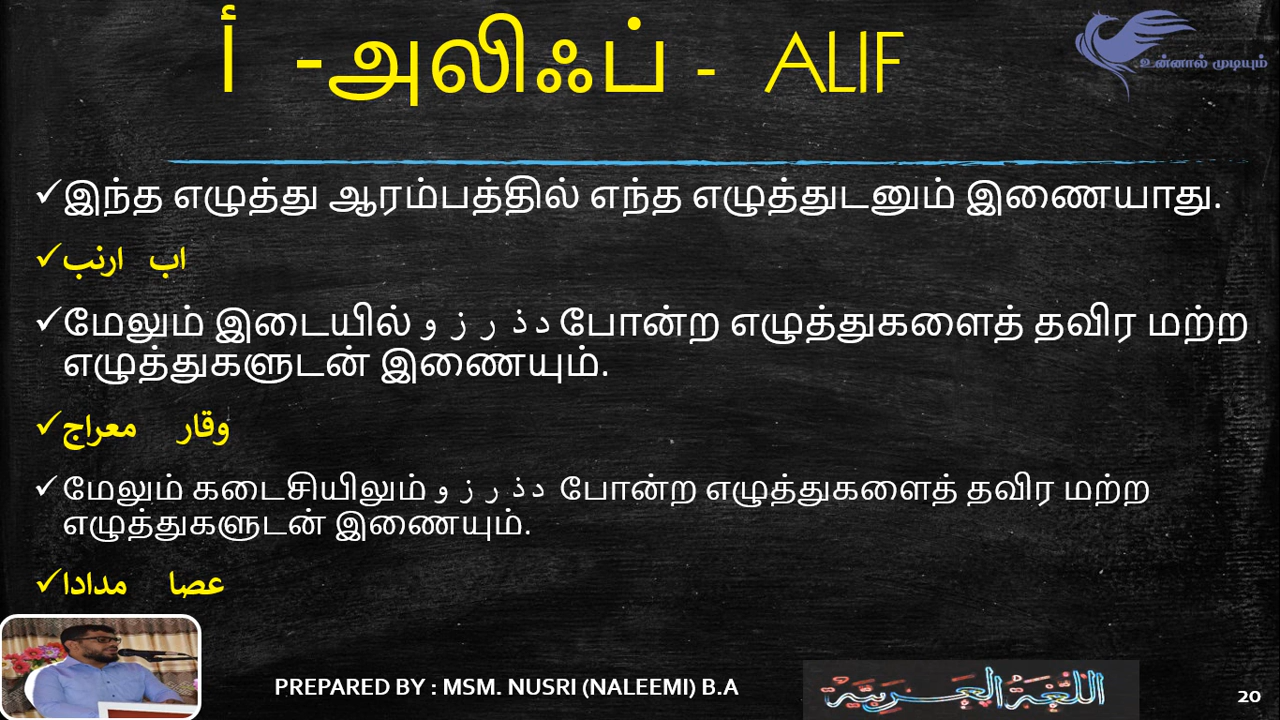 أ -அலிஃப் - ALIF
உன்னால் முடியும்
✓இந்த எழுத்து ஆரம்பத்தில் எந்த எழுத்துடனும் இணையாது.
✓اب ارنب
✓மேலும் இடையில் د ذ ر ز و போன்ற எழுத்துகளைத் தவிர மற்ற
எழுத்துகளுடன் இணையும்.
✓وقار معراج
✓மேலும் கடைசியிலும் د ذ ر ز و போன்ற எழுத்துகளைத் தவிர மற்ற
எழுத்துகளுடன் இணையும்.
✓عصا مدادا
PREPARED BY : MSM. NUSRI (NALEEMI) B.A
اللُّغَةُ الْعَرَبِيَّةُ
20